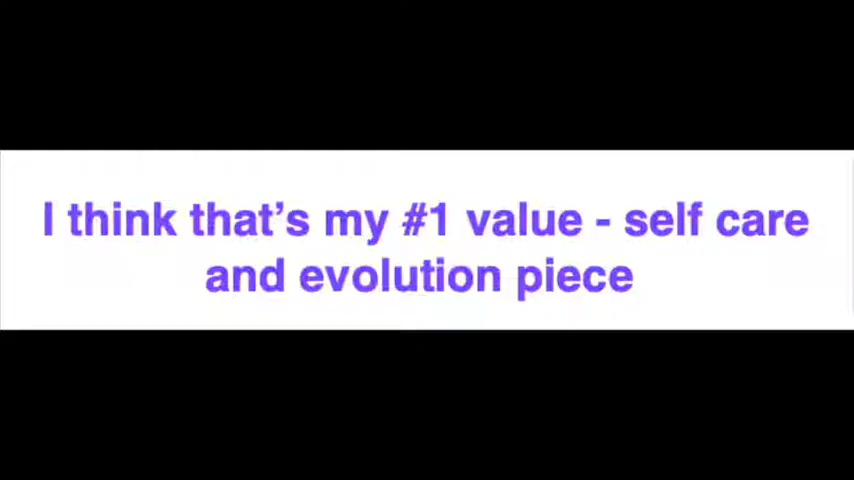 I think that’s my #1 value - self care
and evolution piece